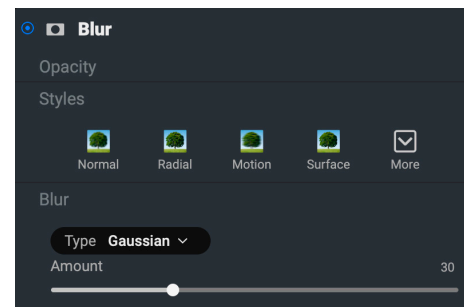 Blur
Opacity
Styles
Normal Radial Motion Surface More
Blur
Type Gaussian
Amount 30